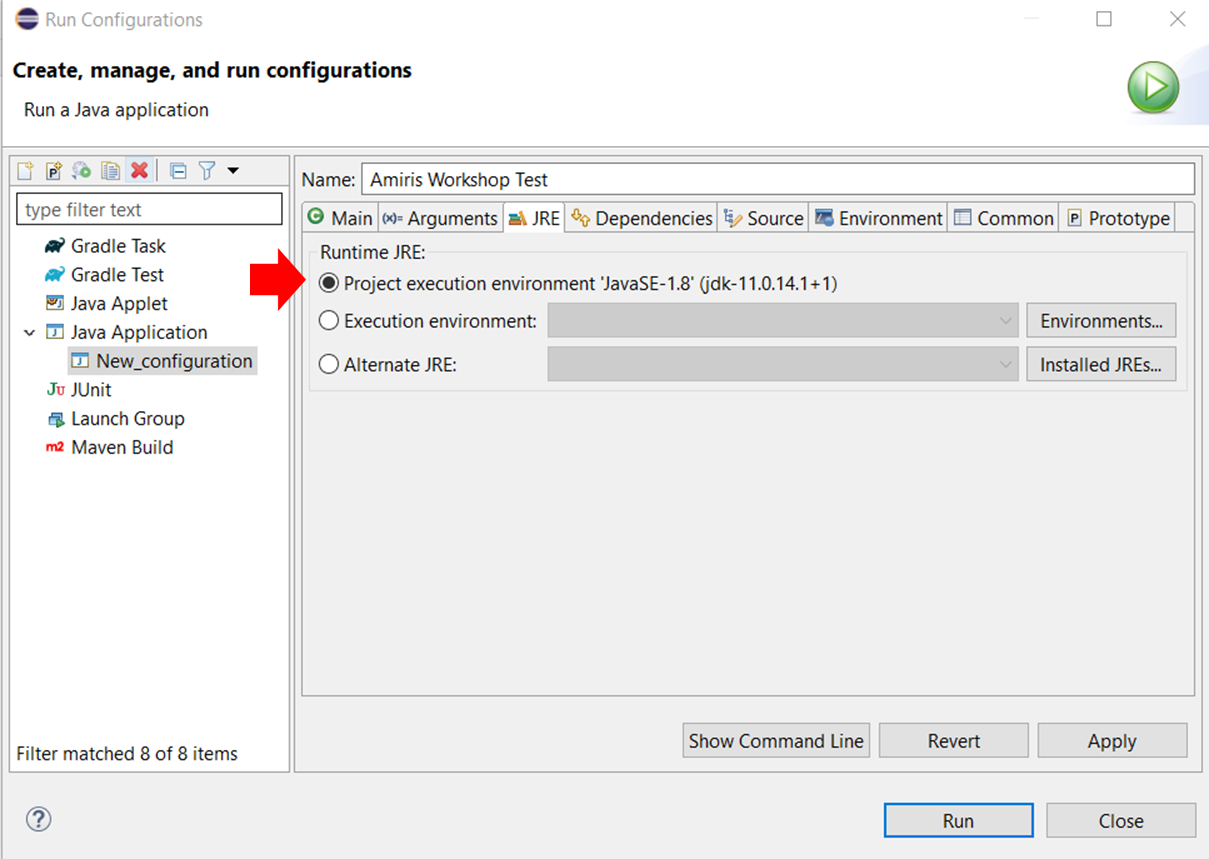 Run Configurations
Create, manage, and run configurations
Run a Java application
type filter text
Gradle Task
Gradle Test
Java Applet
Java Application
New_configuration
Ju JUnit
Launch Group
m2 Maven Build
Filter matched 8 of 8 items
Name: Amiris Workshop Test
Main (x)= Arguments JRE Dependencies Source Environment Common P Prototype
Runtime JRE:
Project execution environment 'JavaSE-1.8' (jdk-11.0.14.1+1)
Execution environment: Environments...
Alternate JRE: Installed JREs...
Show Command Line Revert Apply
? Run Close